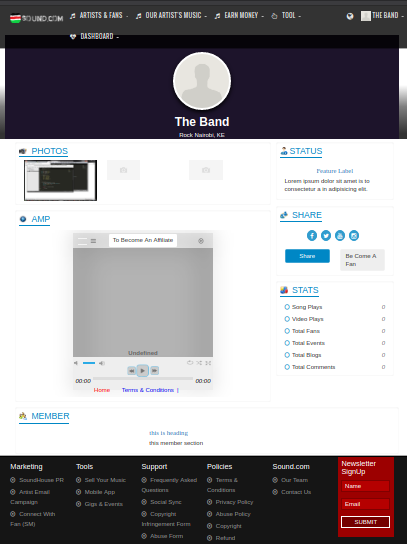 SOUND.COM
ARTISTS & FANS
OUR ARTIST'S MUSIC
EARN MONEY
TOOL
THE BAND
DASHBOARD
The Band
Rock Nairobi, KE
PHOTOS
STATUS
Feature Label
Lorem ipsum dolor sit amet is to
consectetur a in adipisicing elit.
AMP
To Become An Affiliate
Undefined
00:00
00:00
Home
Terms & Conditions |
SHARE
Share
Be Come A
Fan
STATS
Song Plays 0
Video Plays 0
Total Fans 0
Total Events 0
Total Blogs 0
Total Comments 0
MEMBER
this is heading
this member section
Marketing
SoundHouse PR
Artist Email
Campaign
Connect With
Fan (SM)
Tools
Sell Your Music
Mobile App
Gigs & Events
Support
Frequently Asked
Questions
Social Sync
Copyright
Infringement Form
Abuse Form
Policies
Terms &
Conditions
Privacy Policy
Abuse Policy
Copyright
Refund
Sound.com
Our Team
Contact Us
Newsletter
SignUp
Name
Email
SUBMIT